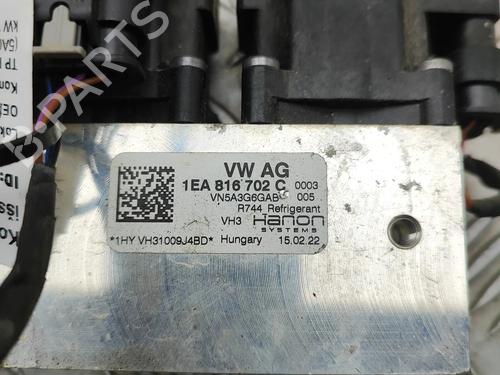 VW AG
1EA 816 702 C 0003
VN5A3G6GAB 005
R744 Refrigerant
VH3 Hanon
SYSTEMS
*1HY VH31009J4BD* Hungary 15.02.22
B-PARTS